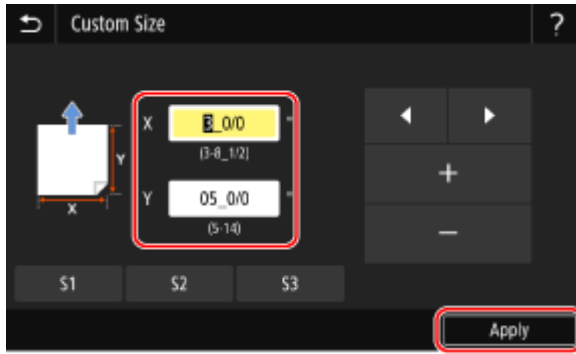 Custom Size
?
X 3_0/0 "
(3-8_1/2)
Y
X
Y 05_0/0 "
(5-14)
+
−
S1 S2 S3
Apply